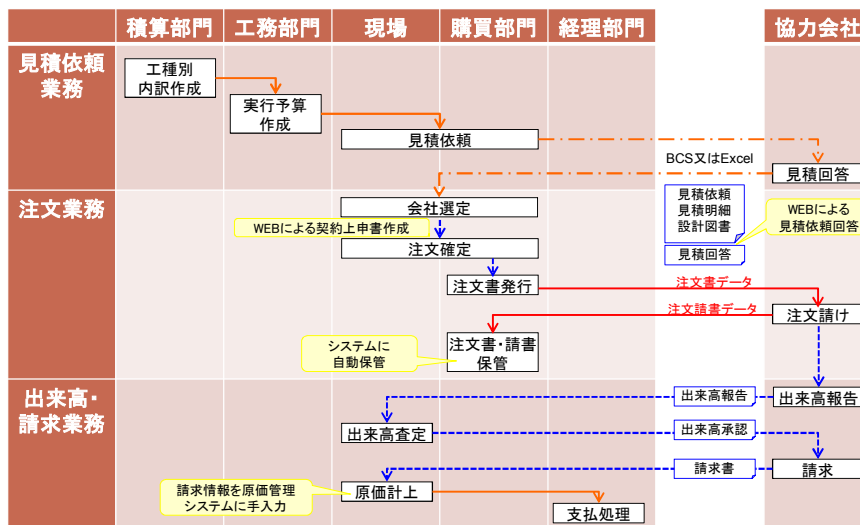 積算部門
工務部門
現場
購買部門
経理部門
協力会社
見積依頼
業務
工種別
内訳作成
実行予算
作成
見積依頼
BCS又はExcel
見積回答
注文業務
会社選定
WEBによる契約上申書作成
注文確定
見積依頼
見積明細
設計図書
見積回答
WEBによる
見積依頼回答
注文書発行
注文書データ
注文請書データ
注文請け
システムに
自動保管
注文書・請書
保管
出来高・
請求業務
出来高報告
出来高報告
出来高査定
出来高承認
請求書
請求
請求情報を原価管理
システムに手入力
原価計上
支払処理